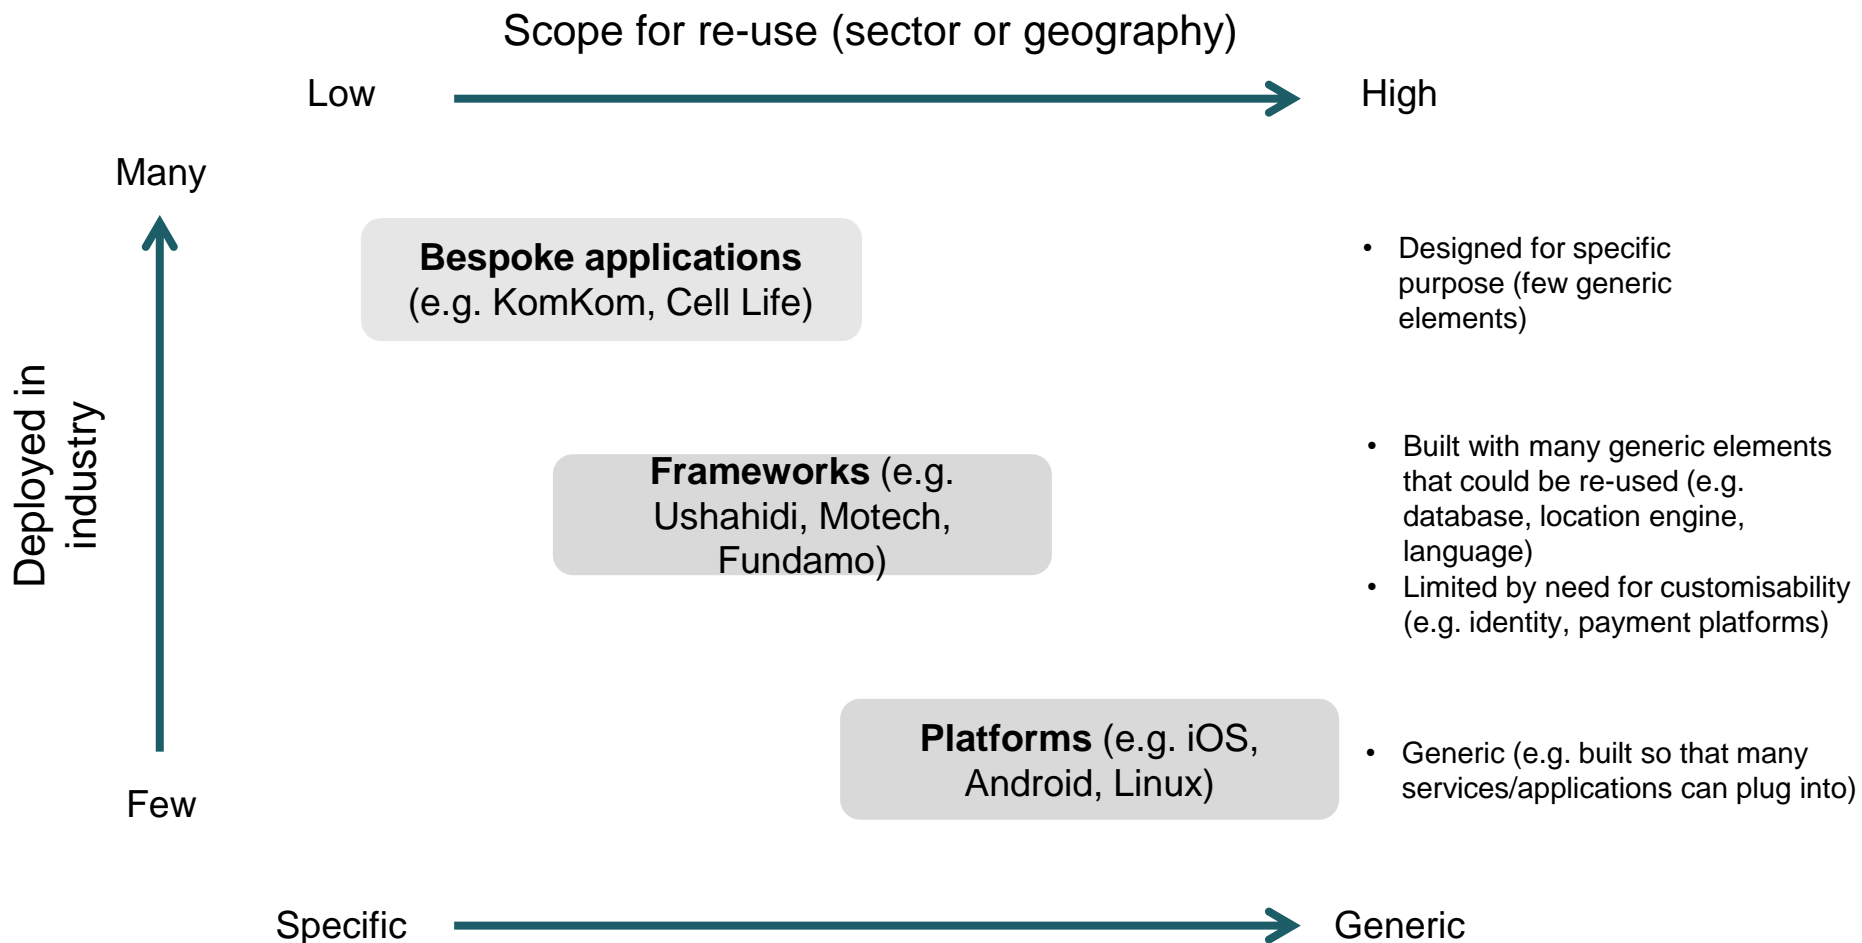 Scope for re-use (sector or geography)
Low
High
Many
Bespoke applications
(e.g. KomKom, Cell Life)
• Designed for specific
purpose (few generic
elements)
Deployed in
industry
Frameworks (e.g.
Ushahidi, Motech,
Fundamo)
• Built with many generic elements
that could be re-used (e.g.
database, location engine,
language)
• Limited by need for customisability
(e.g. identity, payment platforms)
Platforms (e.g. iOS,
Android, Linux)
• Generic (e.g. built so that many
services/applications can plug into)
Few
Specific
Generic